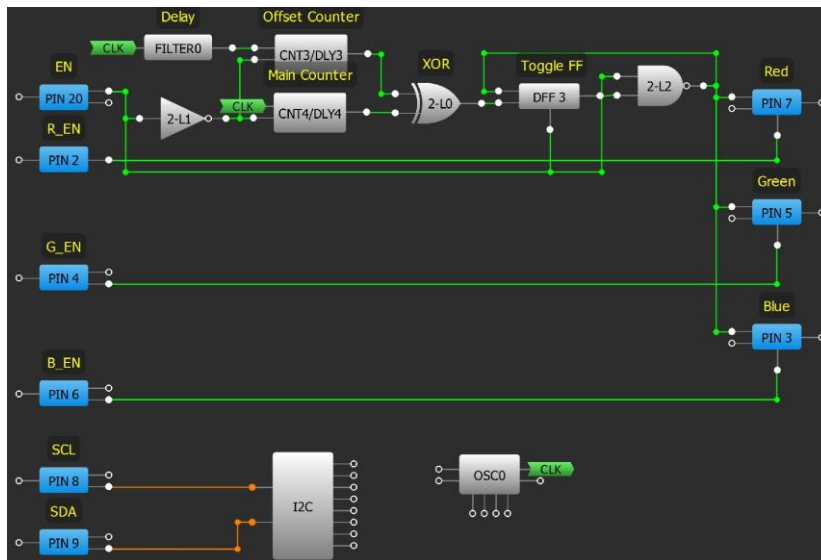 Delay
Offset Counter
CLK
FILTER0
CNT3/DLY3
EN
Main Counter
XOR
Toggle FF
Red
PIN 20
CLK
CNT4/DLY4
2-L0
DFF 3
2-L2
PIN 7
2-L1
R_EN
PIN 2
Green
PIN 5
G_EN
PIN 4
Blue
PIN 3
B_EN
PIN 6
SCL
PIN 8
I2C
OSC0
CLK
SDA
PIN 9